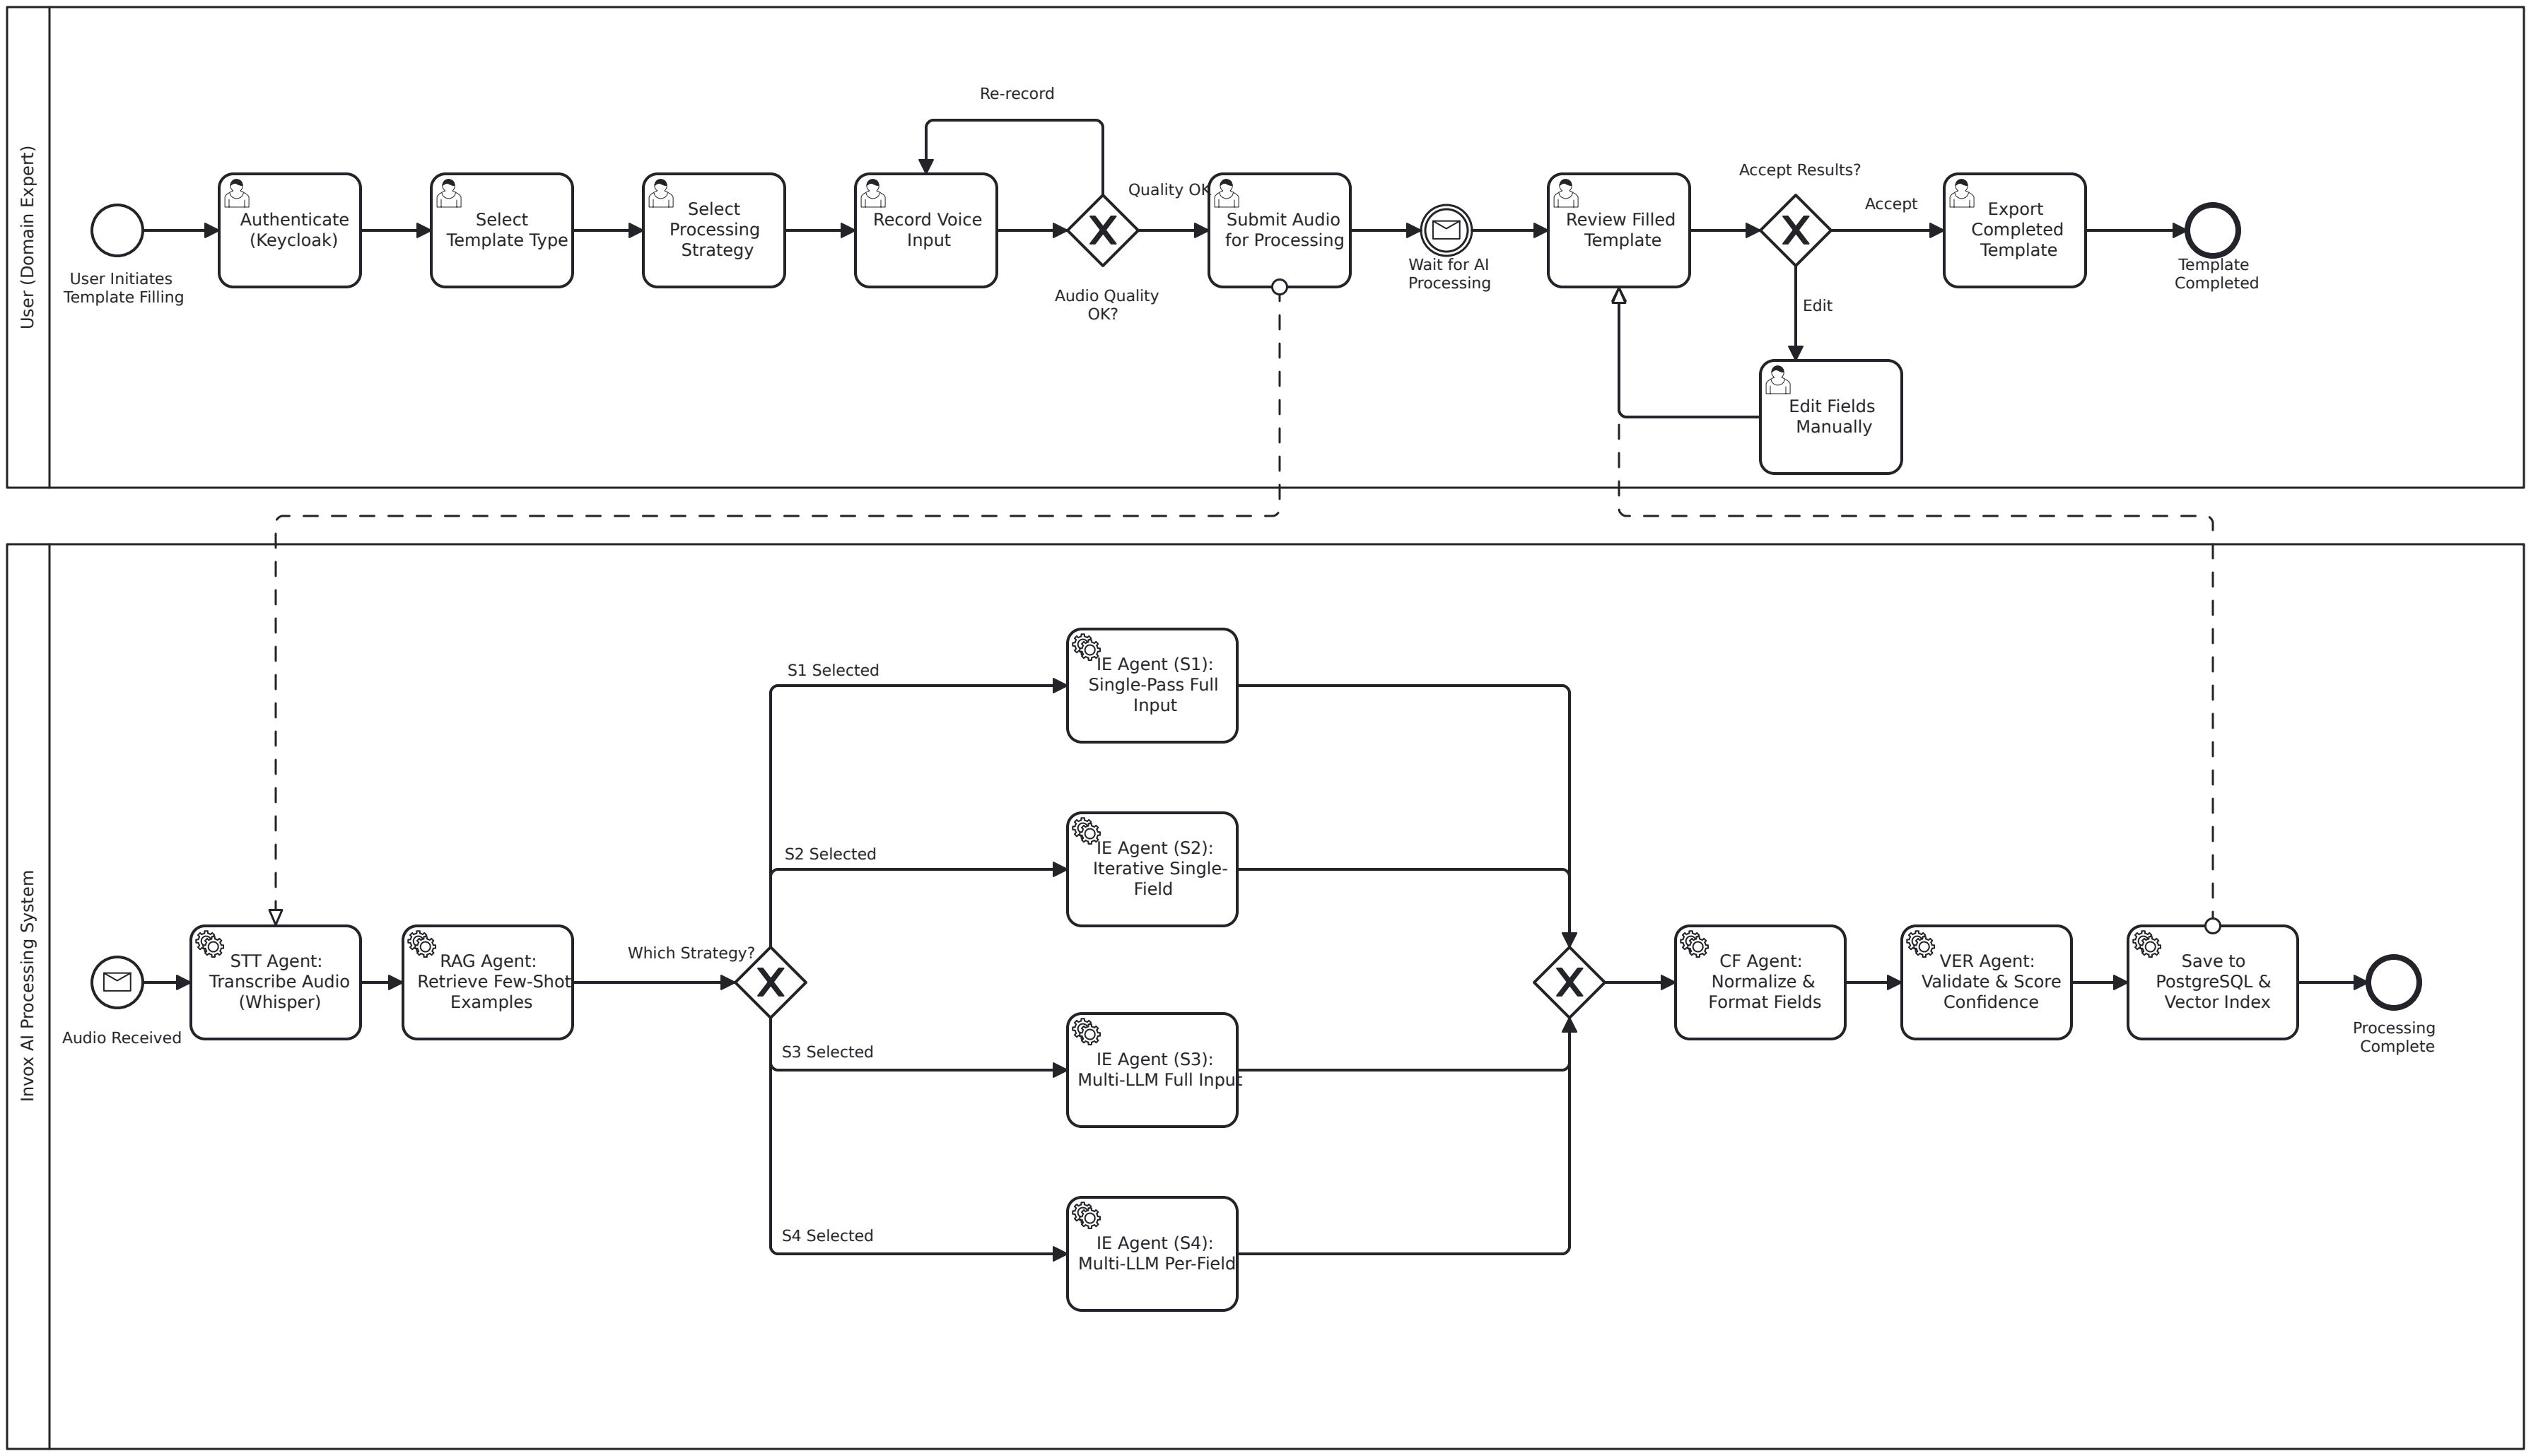 User (Domain Expert)
Re-record
User Initiates
Template Filling
Authenticate
(Keycloak)
Select
Template Type
Select
Processing
Strategy
Record Voice
Input
Quality OK
Audio Quality
OK?
Submit Audio
for Processing
Wait for AI
Processing
Review Filled
Template
Accept Results?
Accept
Edit
Edit Fields
Manually
Export
Completed
Template
Template
Completed
Invox AI Processing System
Audio Received
STT Agent:
Transcribe Audio
(Whisper)
RAG Agent:
Retrieve Few-Shot
Examples
Which Strategy?
S1 Selected
IE Agent (S1):
Single-Pass Full
Input
S2 Selected
IE Agent (S2):
Iterative Single-
Field
S3 Selected
IE Agent (S3):
Multi-LLM Full Input
S4 Selected
IE Agent (S4):
Multi-LLM Per-Field
CF Agent:
Normalize &
Format Fields
VER Agent:
Validate & Score
Confidence
Save to
PostgreSQL &
Vector Index
Processing
Complete